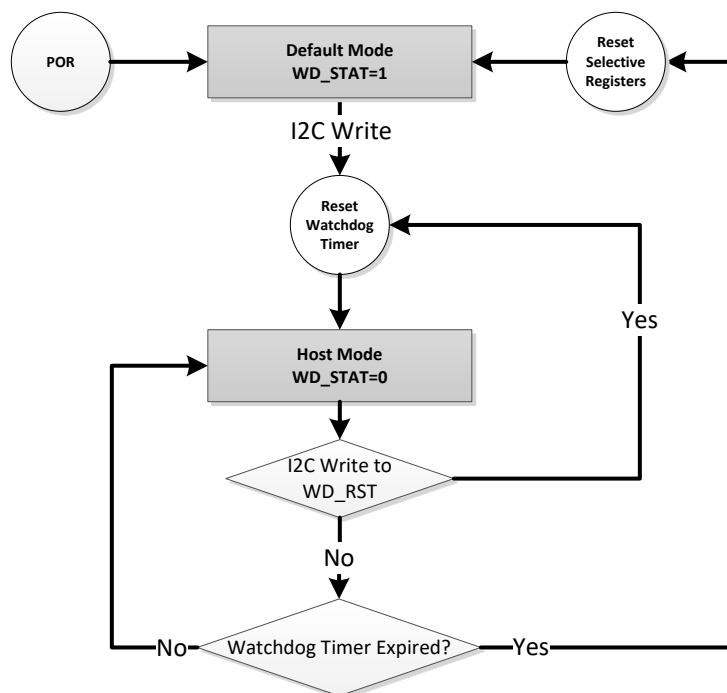 POR
Default Mode
WD_STAT=1
Reset
Selective
Registers
I2C Write
Reset
Watchdog
Timer
Yes
Host Mode
WD_STAT=0
I2C Write to
WD_RST
No
No
Watchdog Timer Expired?
Yes